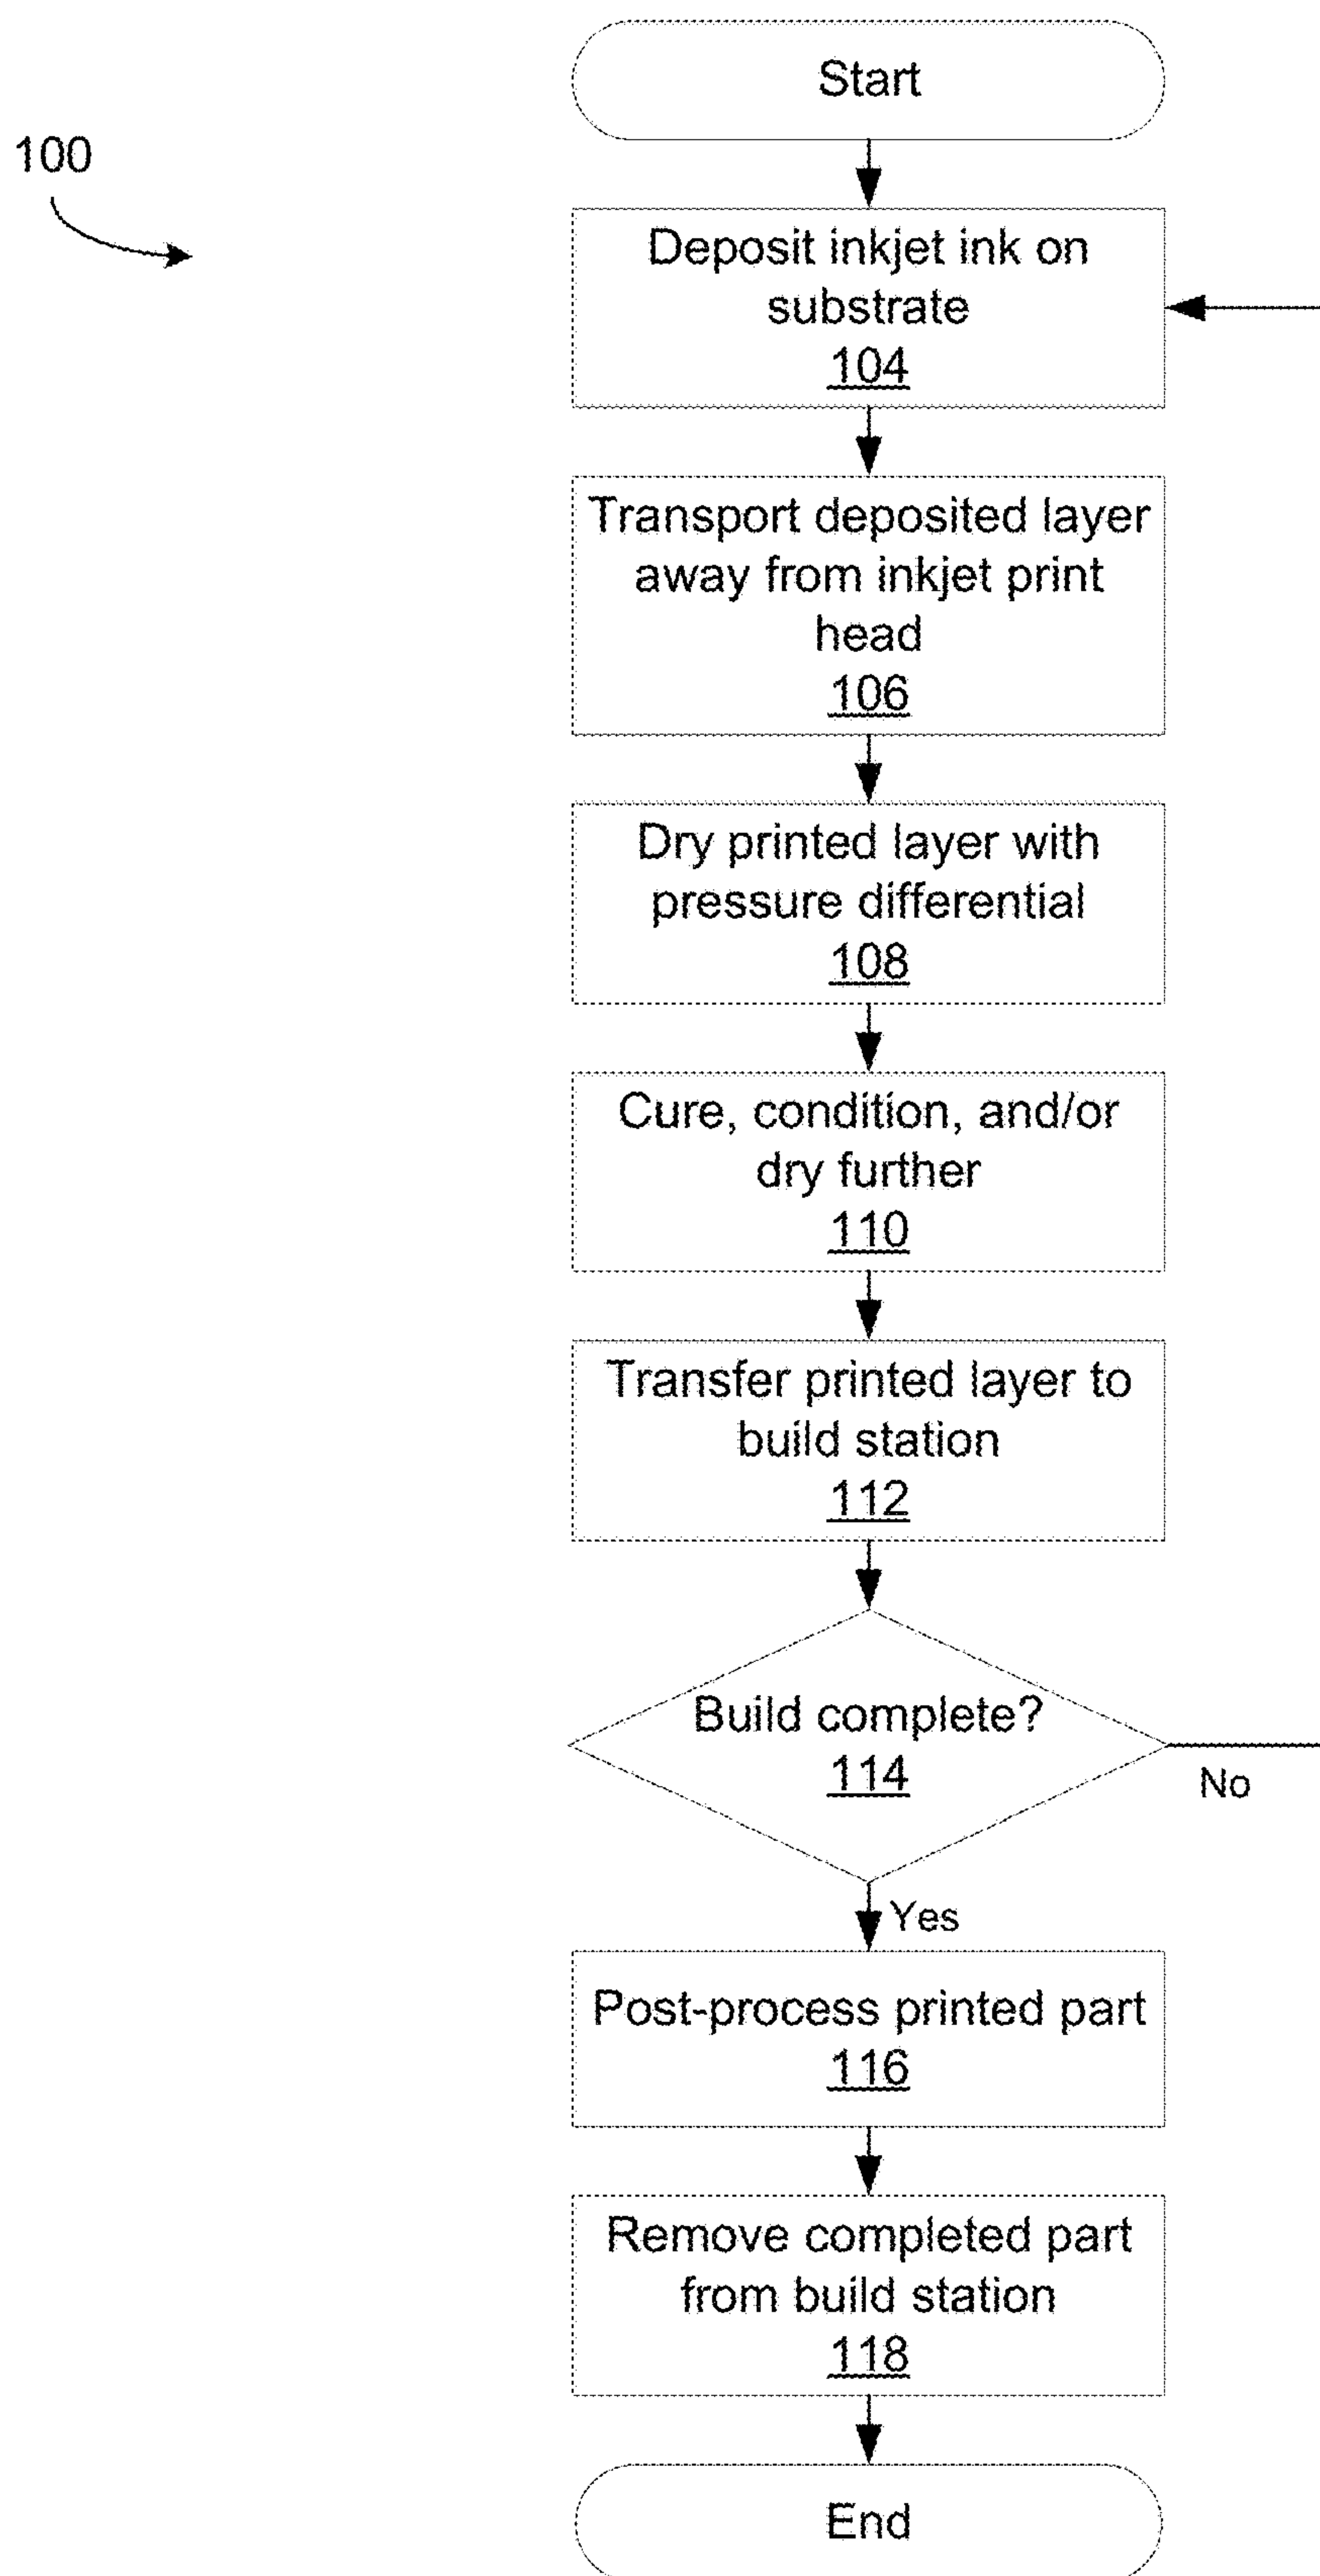 Start
100
Deposit inkjet ink on
substrate
104
Transport deposited layer
away from inkjet print
head
106
Dry printed layer with
pressure differential
108
Cure, condition, and/or
dry further
110
Transfer printed layer to
build station
112
Build complete?
114
No
Yes
Post-process printed part
116
Remove completed part
from build station
118
End